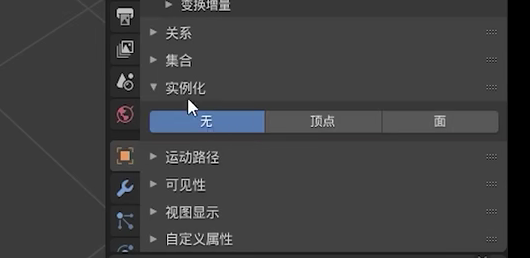 变换增量
关系
集合
实例化
无 顶点 面
运动路径
可见性
视图显示
自定义属性